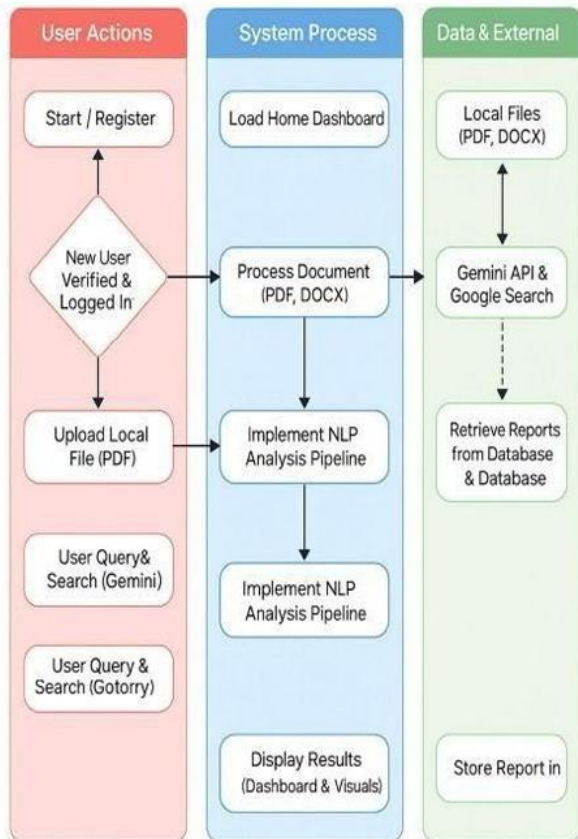 User Actions
Start / Register
New User
Verified &
Logged In
Upload Local
File (PDF)
User Query&
Search (Gemini)
User Query &
Search (Gotorry)
System Process
Load Home Dashboard
Process Document
(PDF, DOCX)
Implement NLP
Analysis Pipeline
Implement NLP
Analysis Pipeline
Display Results
(Dashboard & Visuals)
Data & External
Local Files
(PDF, DOCX)
Gemini API &
Google Search
Retrieve Reports
from Database
& Database
Store Report in